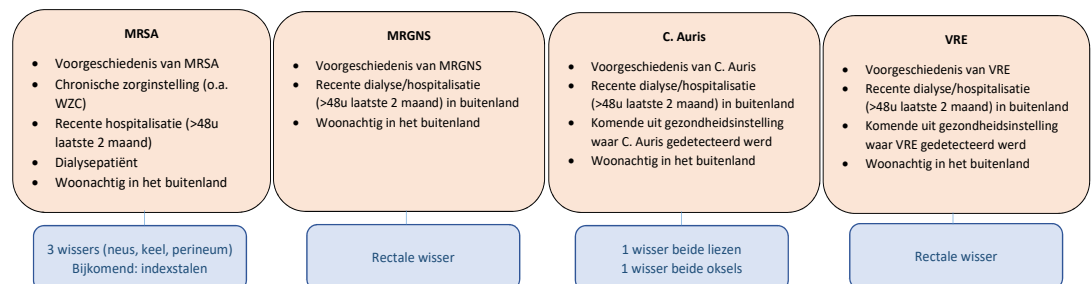 MRSA
• Voorgeschiedenis van MRSA
• Chronische zorginstelling (o.a.
WZC)
• Recente hospitalisatie (>48u
laatste 2 maand)
• Dialysepatiënt
• Woonachtig in het buitenland
3 wissers (neus, keel, perineum)
Bijkomend: indexstalen
MRGNS
• Voorgeschiedenis van MRGNS
• Recente dialyse/hospitalisatie
(>48u laatste 2 maand) in buitenland
• Woonachtig in het buitenland
Rectale wisser
C. Auris
• Voorgeschiedenis van C. Auris
• Recente dialyse/hospitalisatie
(>48u laatste 2 maand) in buitenland
• Komende uit gezondheidsinstelling
waar C. Auris gedetecteerd werd
• Woonachtig in het buitenland
1 wisser beide liezen
1 wisser beide oksels
VRE
• Voorgeschiedenis van VRE
• Recente dialyse/hospitalisatie
(>48u laatste 2 maand) in buitenland
• Komende uit gezondheidsinstelling
waar VRE gedetecteerd werd
• Woonachtig in het buitenland
Rectale wisser